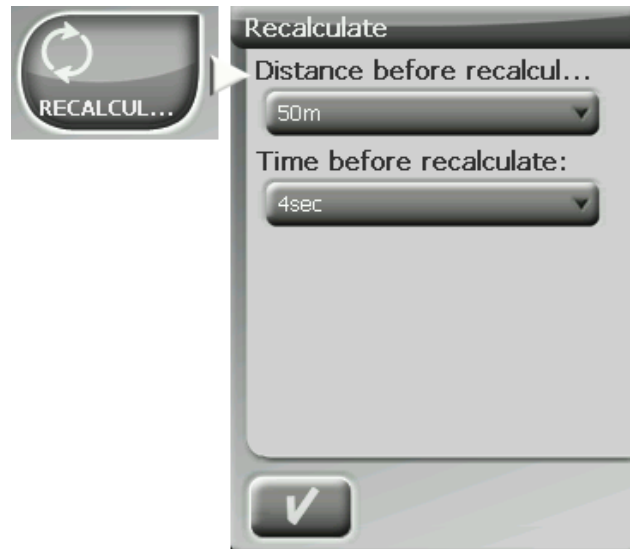 RECALCUL...
Recalculate
Distance before recalcul...
50m
Time before recalculate:
4sec